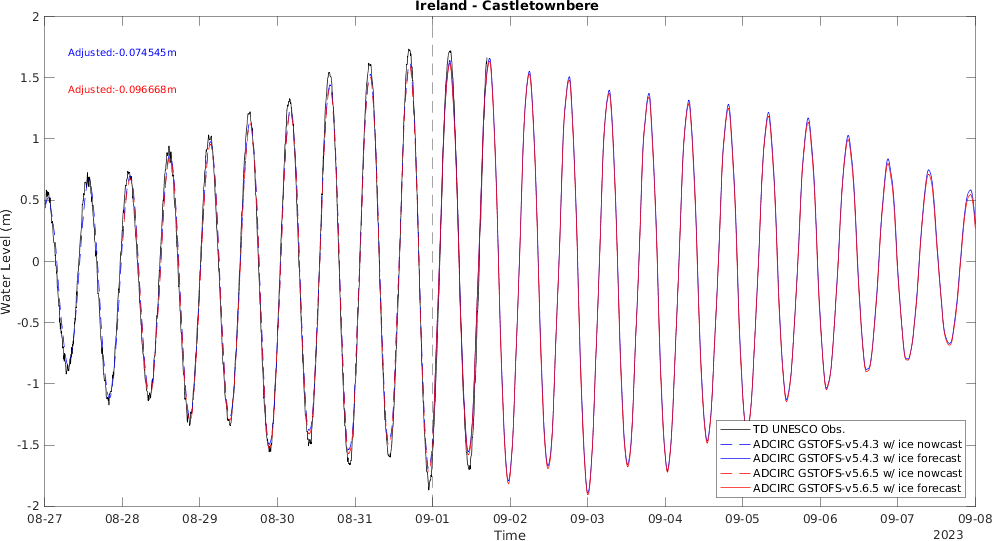 Ireland - Castletownbere
Adjusted:-0.074545m
Adjusted:-0.096668m
Water Level (m)
2
1.5
1
0.5
0
-0.5
-1
-1.5
-2
TD UNESCO Obs.
ADCIRC GSTOFS-v5.4.3 w/ ice nowcast
ADCIRC GSTOFS-v5.4.3 w/ ice forecast
ADCIRC GSTOFS-v5.6.5 w/ ice nowcast
ADCIRC GSTOFS-v5.6.5 w/ ice forecast
08-27 08-28 08-29 08-30 08-31 09-01 09-02 09-03 09-04 09-05 09-06 09-07 09-08
Time
2023